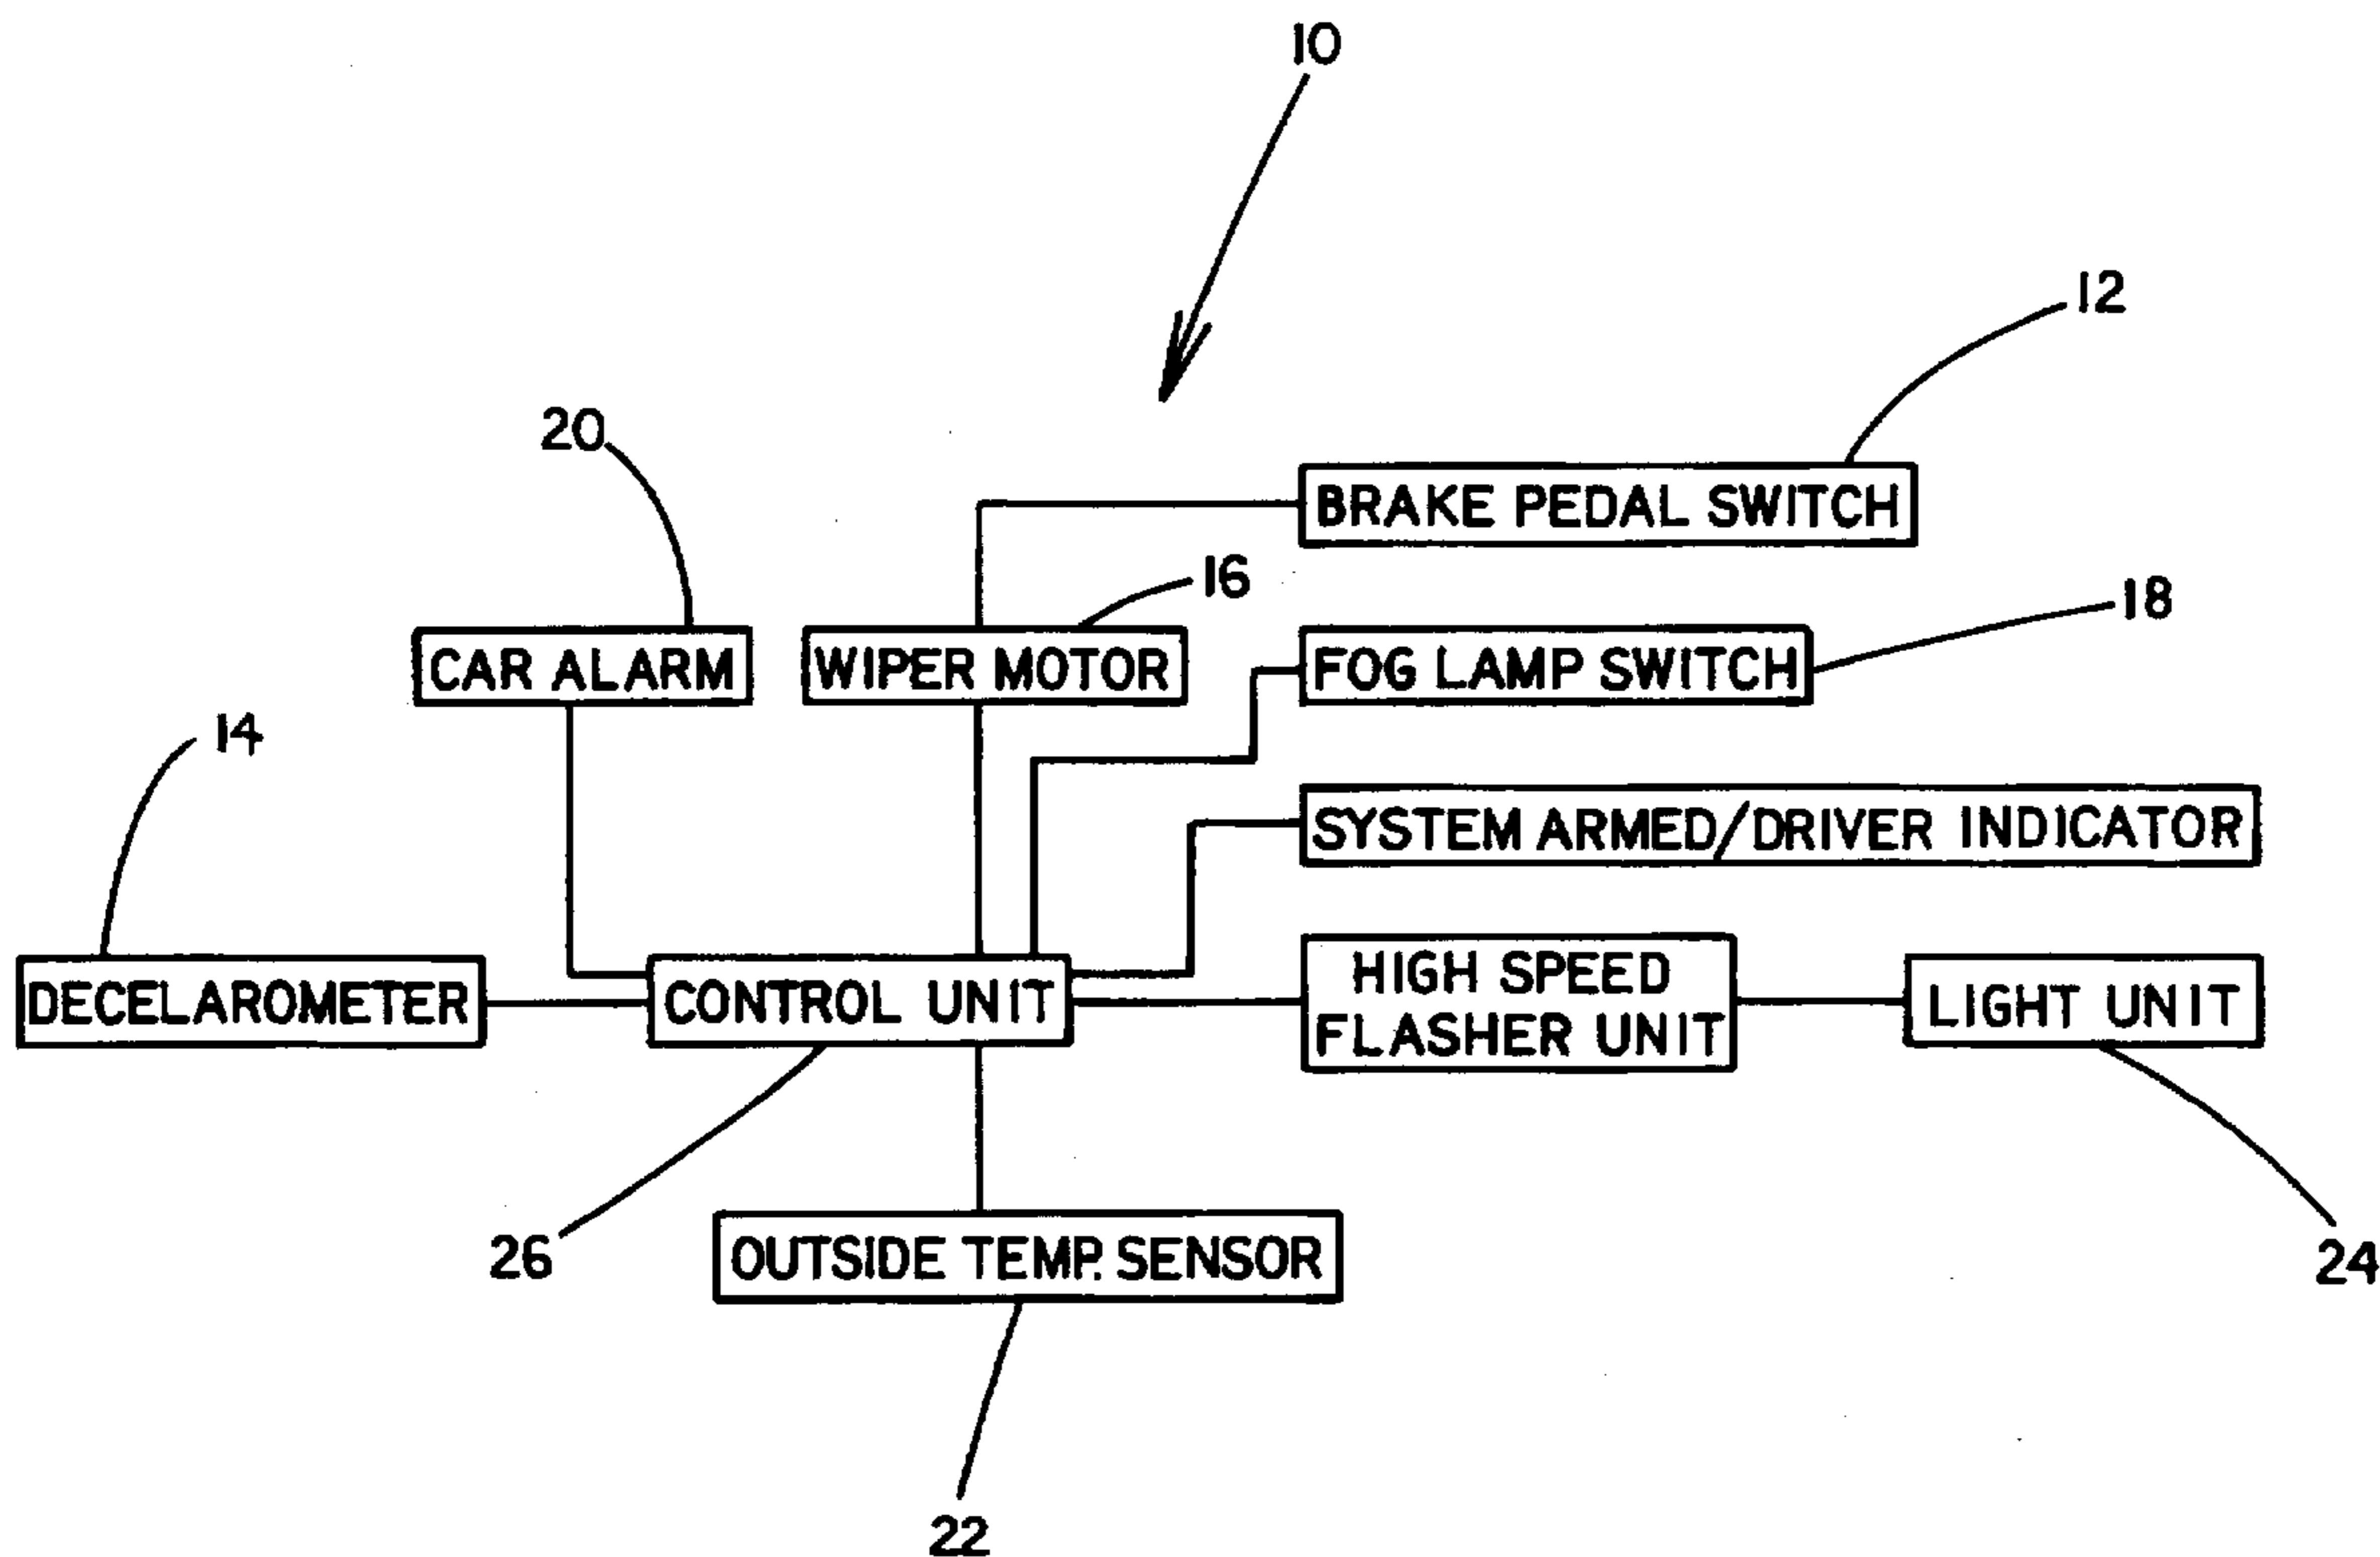 10
12
BRAKE PEDAL SWITCH
20
16
18
CAR ALARM
WIPER MOTOR
FOG LAMP SWITCH
14
SYSTEM ARMED/DRIVER INDICATOR
DECELAROMETER
CONTROL UNIT
HIGH SPEED
FLASHER UNIT
LIGHT UNIT
26
OUTSIDE TEMP. SENSOR
24
22